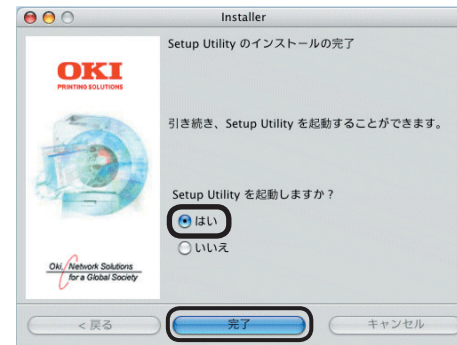 Installer
OKI
PRINTING SOLUTIONS
Setup Utility のインストールの完了
引き続き、Setup Utility を起動することができます。
Setup Utility を起動しますか？
はい
いいえ
Oki, Network Solutions
for a Global Society
< 戻る
完了
キャンセル